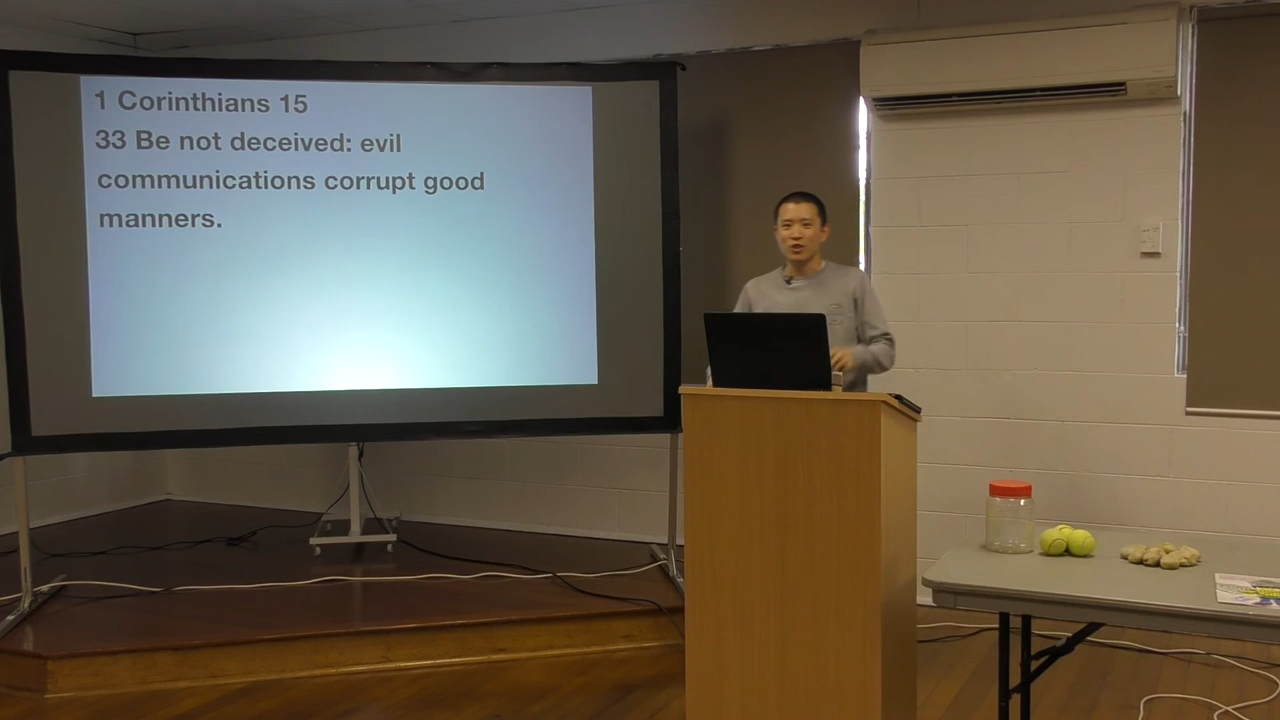 1 Corinthians 15
33 Be not deceived: evil
communications corrupt good
manners.